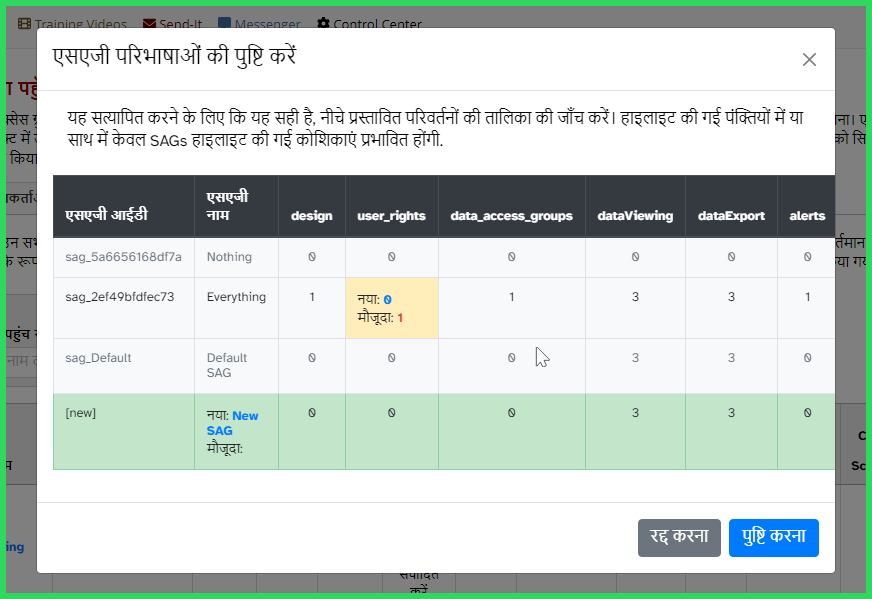 Training Videos Send-It Messenger Control Center
एसएजी परिभाषाओं की पुष्टि करें
यह सत्यापित करने के लिए कि यह सही है, नीचे प्रस्तावित परिवर्तनों की तालिका की जाँच करें। हाइलाइट की गई पंक्तियों में या
साथ में केवल SAGs हाइलाइट की गई कोशिकाएं प्रभावित होंगी.
एसएजी आईडी एसएजी नाम design user_rights data_access_groups dataViewing dataExport alerts
sag_5a6656168df7a Nothing 0 0 0 0 0 0
sag_2ef49bfdfec73 Everything 1 नया: 0 1 3 3 1
मौजूदा: 1
sag_Default Default 0 0 0 3 3 0
SAG
[new] नया: New 0 0 0 3 3 0
SAG
मौजूदा:
रद्द करना पुष्टि करना
ing
संपादित
करें